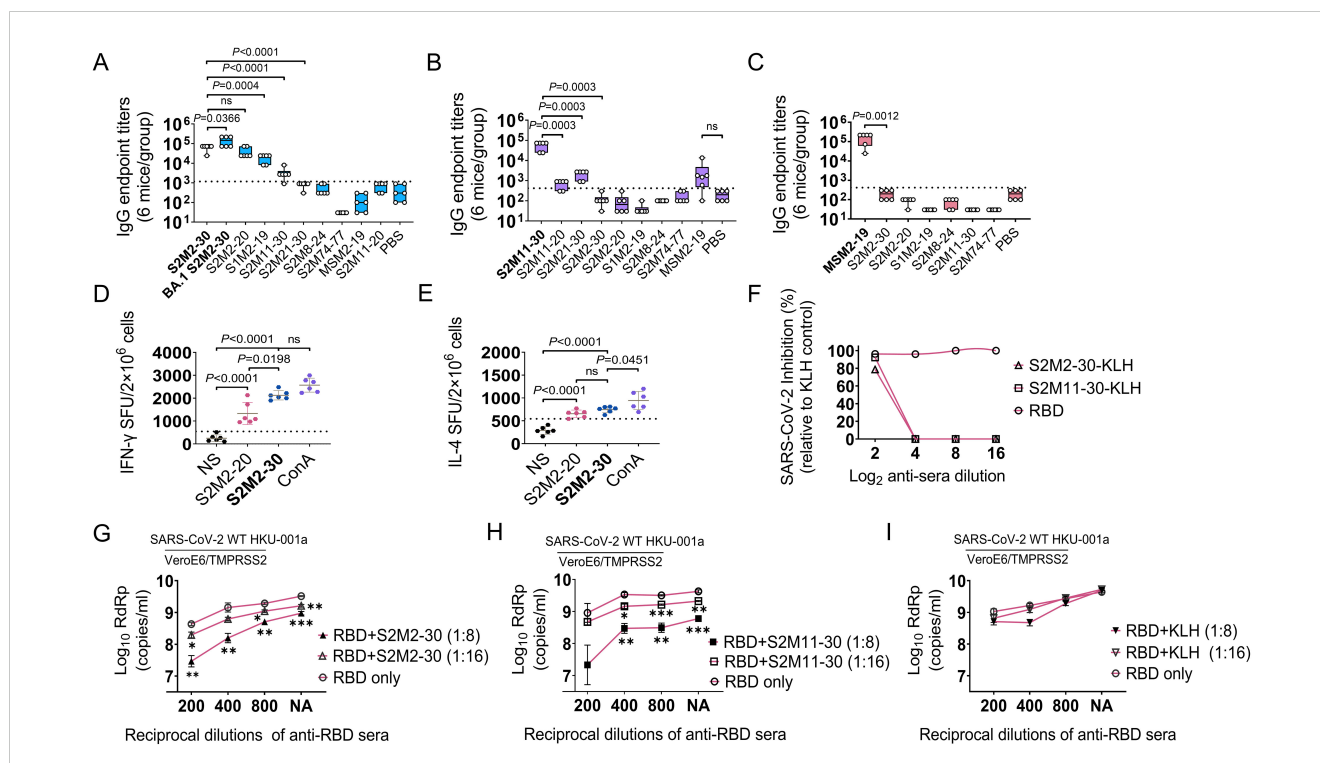 A
P<0.0001
P<0.0001
P=0.0004
ns
P=0.0366
IgG endpoint titers
(6 mice/group)
10⁶
10⁵
10⁴
10³
10²
10¹
S2M2-30
BA.1 S2M2-30
S2M2-20
S1M2-19
S2M11-30
S2M21-30
S2M8-24
S2M74-77
MSM2-19
S2M11-20
PBS
B
P=0.0003
P=0.0003
P=0.0003
ns
IgG endpoint titers
(6 mice/group)
10⁶
10⁵
10⁴
10³
10²
10¹
S2M11-30
S2M11-20
S2M21-30
S2M2-30
S2M2-20
S1M2-19
S2M8-24
S2M74-77
MSM2-19
PBS
C
P=0.0012
IgG endpoint titers
(6 mice/group)
10⁶
10⁵
10⁴
10³
10²
10¹
MSM2-19
S2M2-30
S2M2-20
S1M2-19
S2M8-24
S2M11-30
S2M74-77
PBS
D
P<0.0001
ns
P=0.0198
P<0.0001
IFN-γ SFU/2×10⁶ cells
4000
3000
2000
1000
0
NS
S2M2-20
S2M2-30
ConA
E
P<0.0001
P=0.0451
ns
P<0.0001
IL-4 SFU/2×10⁶ cells
2000
1500
1000
500
0
NS
S2M2-20
S2M2-30
ConA
F
SARS-CoV-2 Inhibition (%)
(relative to KLH control)
100
80
60
40
20
0
2 4 8 16
Log₂ anti-sera dilution
S2M2-30-KLH
S2M11-30-KLH
RBD
G
SARS-CoV-2 WT HKU-001a
VeroE6/TMPRSS2
Log₁₀ RdRp
(copies/ml)
10
9
8
7
*
**
**
*
**
**
***
200 400 800 NA
Reciprocal dilutions of anti-RBD sera
RBD+S2M2-30 (1:8)
RBD+S2M2-30 (1:16)
RBD only
H
SARS-CoV-2 WT HKU-001a
VeroE6/TMPRSS2
Log₁₀ RdRp
(copies/ml)
10
9
8
7
*
***
**
**
**
***
200 400 800 NA
Reciprocal dilutions of anti-RBD sera
RBD+S2M11-30 (1:8)
RBD+S2M11-30 (1:16)
RBD only
I
SARS-CoV-2 WT HKU-001a
VeroE6/TMPRSS2
Log₁₀ RdRp
(copies/ml)
10
9
8
7
200 400 800 NA
Reciprocal dilutions of anti-RBD sera
RBD+KLH (1:8)
RBD+KLH (1:16)
RBD only